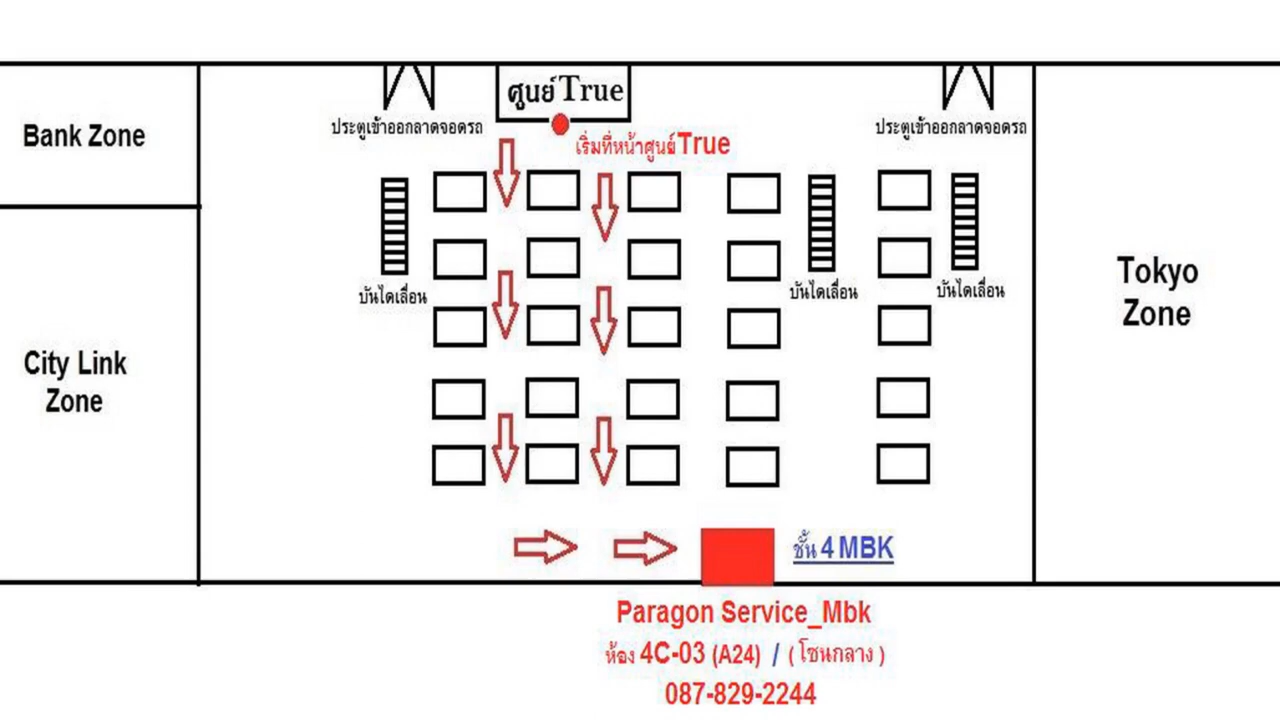 ศูนย์True
Bank Zone
ประตูเข้าออกลาดจอดรถ
ประตูเข้าออกลาดจอดรถ
เริ่มที่หน้าศูนย์True
บันไดเลื่อน
บันไดเลื่อน
บันไดเลื่อน
Tokyo
Zone
City Link
Zone
ชั้น 4 MBK
Paragon Service_Mbk
ห้อง 4C-03 (A24) / (โซนกลาง)
087-829-2244